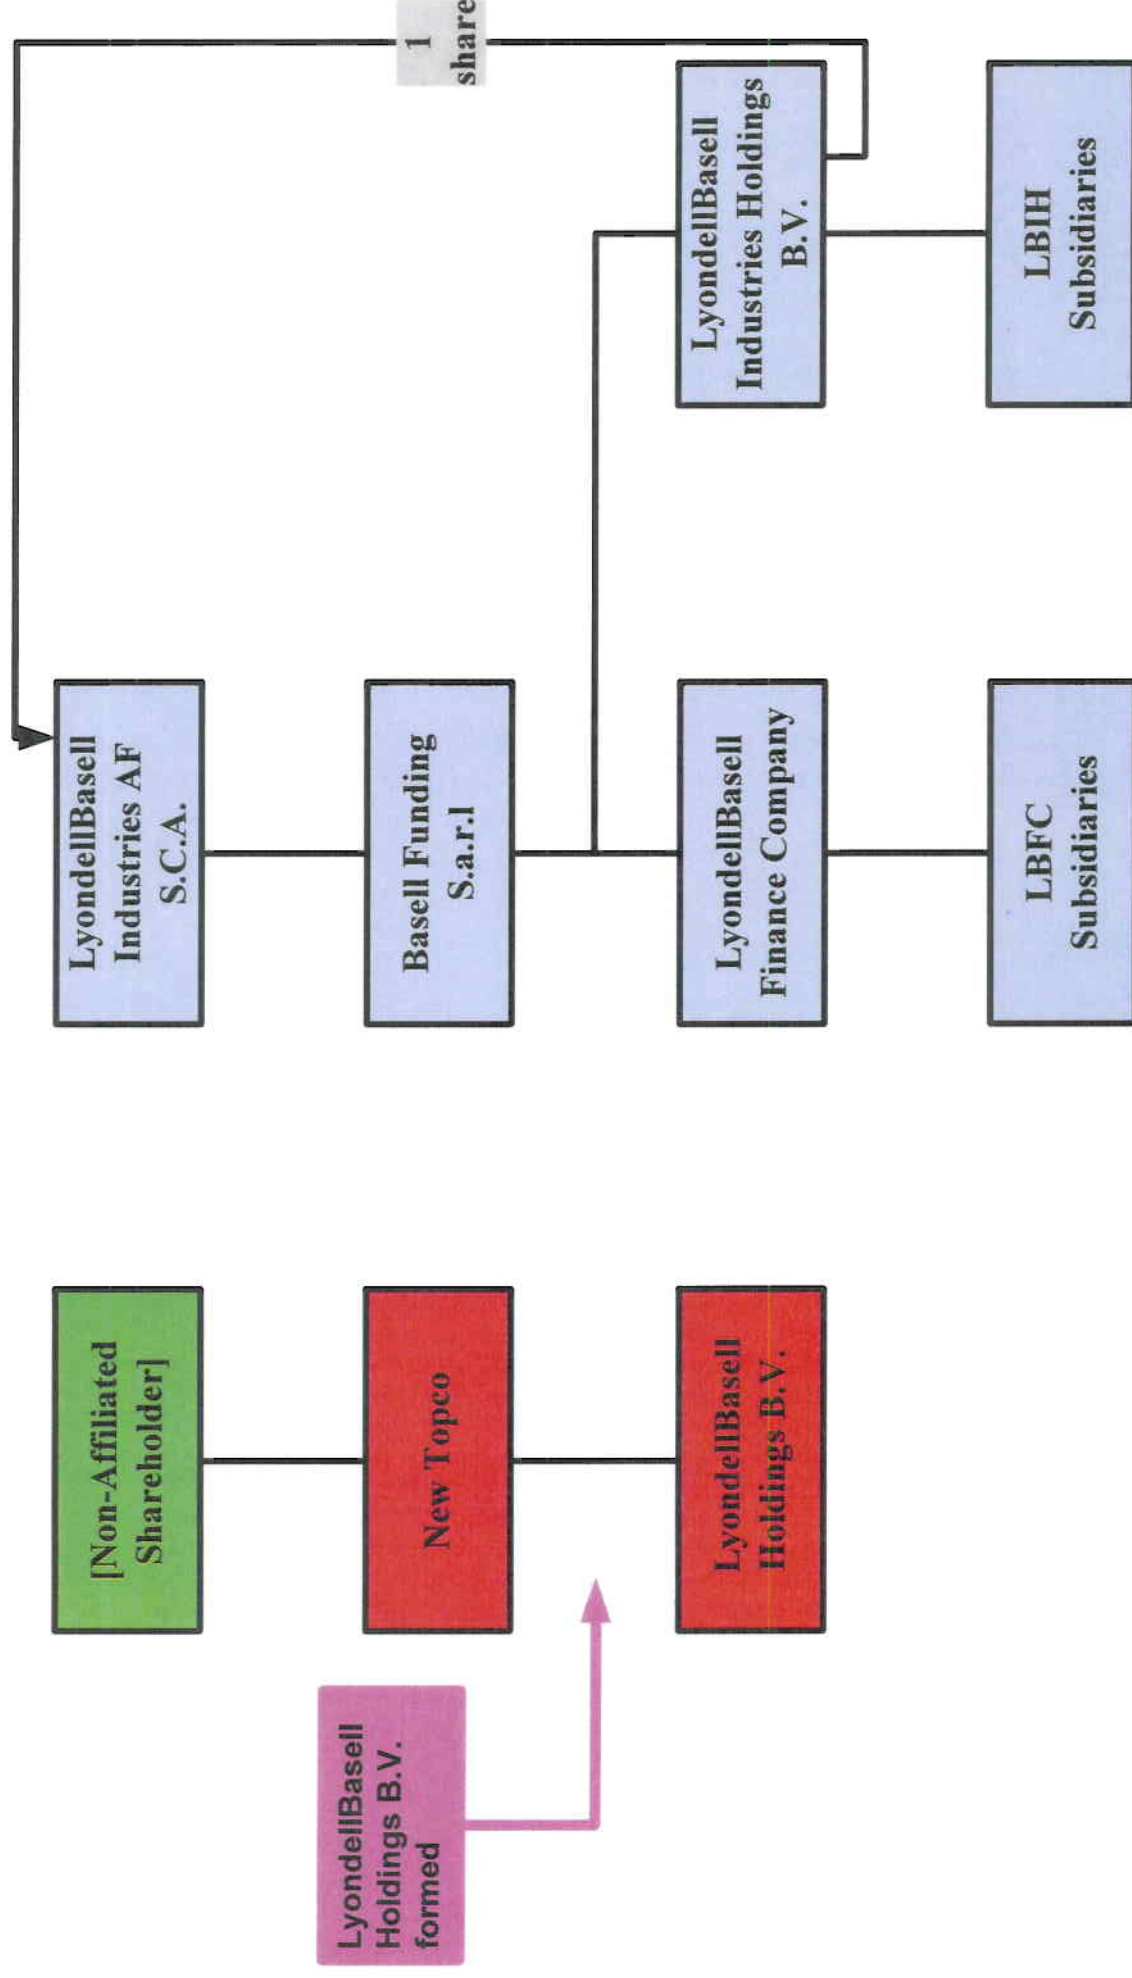 LyondellBasell
Holdings B.V.
formed
[Non-Affiliated
Shareholder]
New Topco
LyondellBasell
Holdings B.V.
LyondellBasell
Industries AF
S.C.A.
Basell Funding
S.a.r.l
LyondellBasell
Finance Company
LBFC
Subsidiaries
1
share
LyondellBasell
Industries Holdings
B.V.
LBIH
Subsidiaries